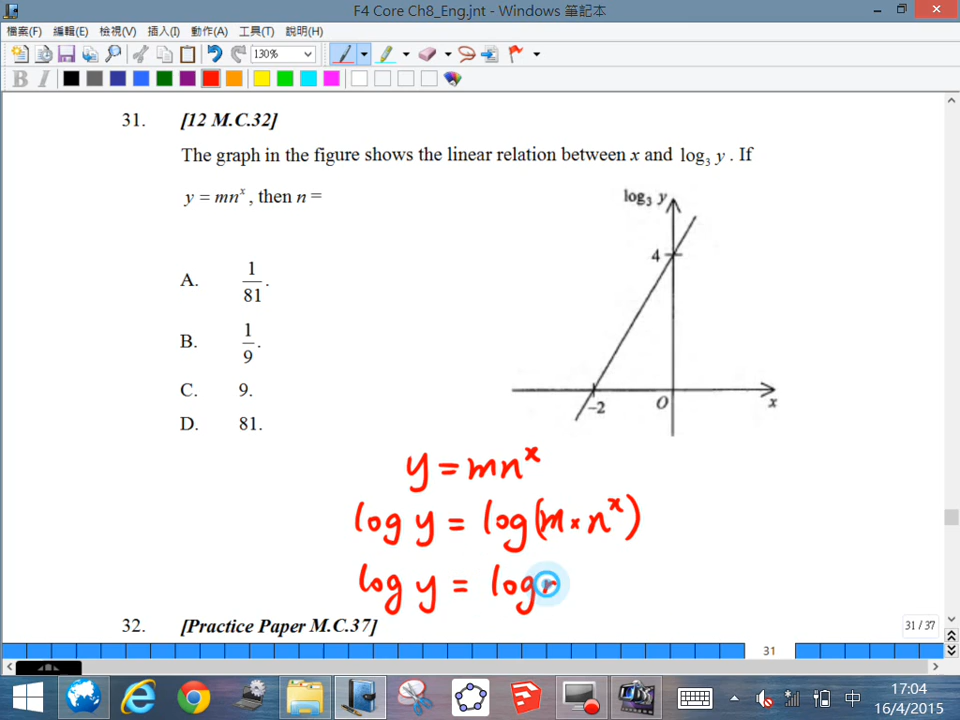 F4 Core Ch8_Eng.jnt - Windows 筆記本
檔案(F) 編輯(E) 檢視(V) 插入(I) 動作(A) 工具(T) 說明(H)
130%
B I
31. [12 M.C.32]
The graph in the figure shows the linear relation between x and log₃ y . If
y = mnˣ , then n =
log₃ y
4
-2 O x
A. 1/81.
B. 1/9.
C. 9.
D. 81.
y = mnˣ
log y = log(m × nˣ)
log y = log
32. [Practice Paper M.C.37]
31 / 37
31
中
17:04
16/4/2015